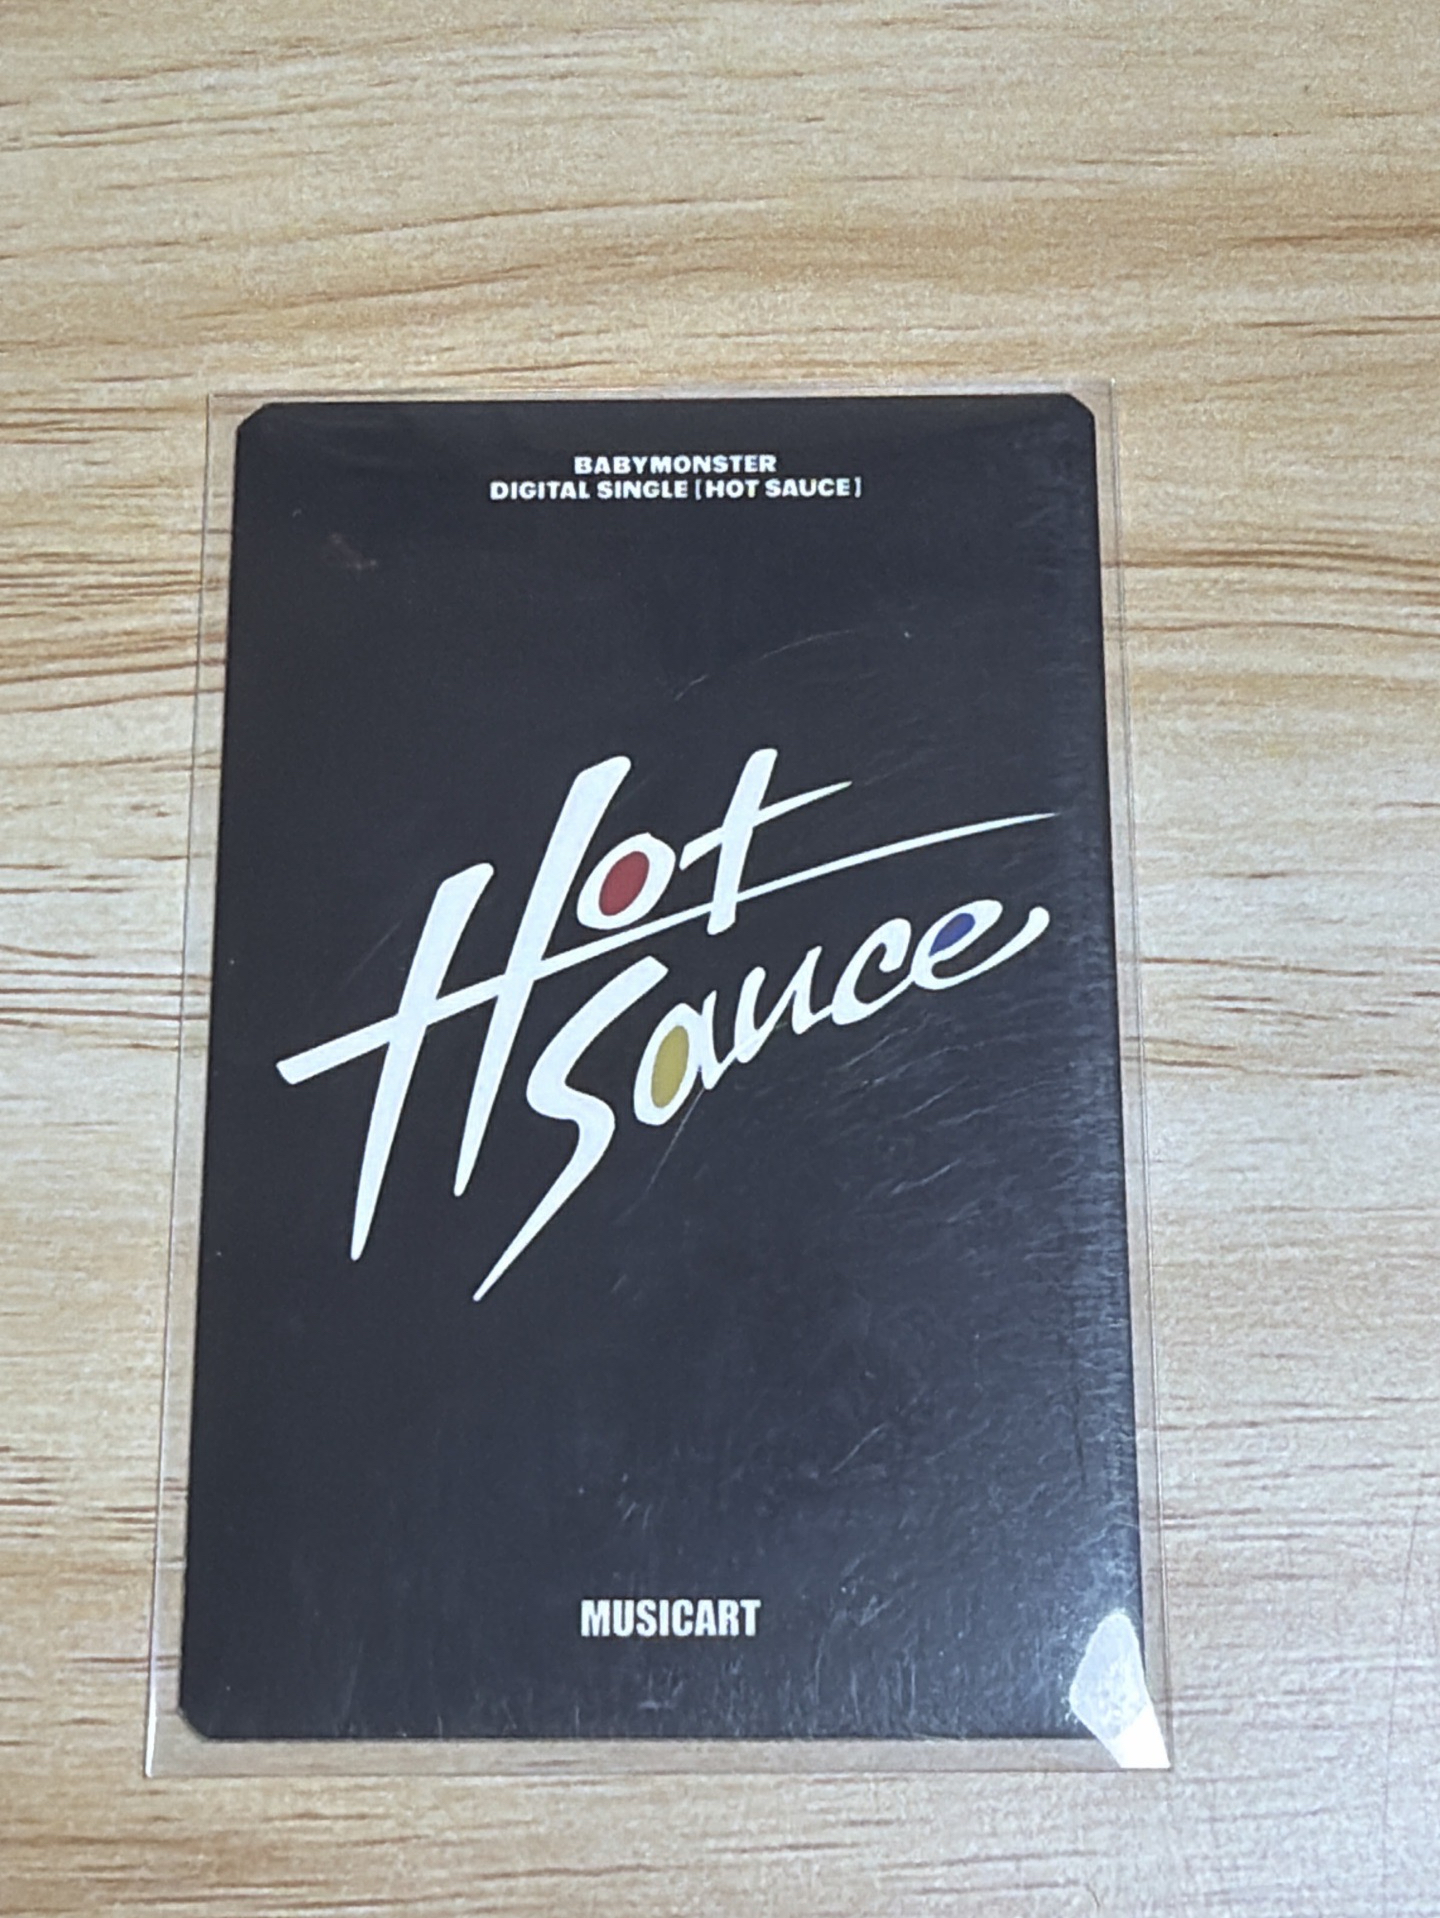 BABYMONSTER
DIGITAL SINGLE [HOT SAUCE]
Hot
Sauce
MUSICART